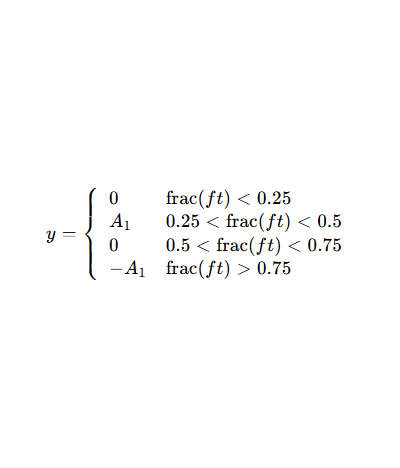 y = { 0 frac(ft) < 0.25
A₁ 0.25 < frac(ft) < 0.5
0 0.5 < frac(ft) < 0.75
−A₁ frac(ft) > 0.75